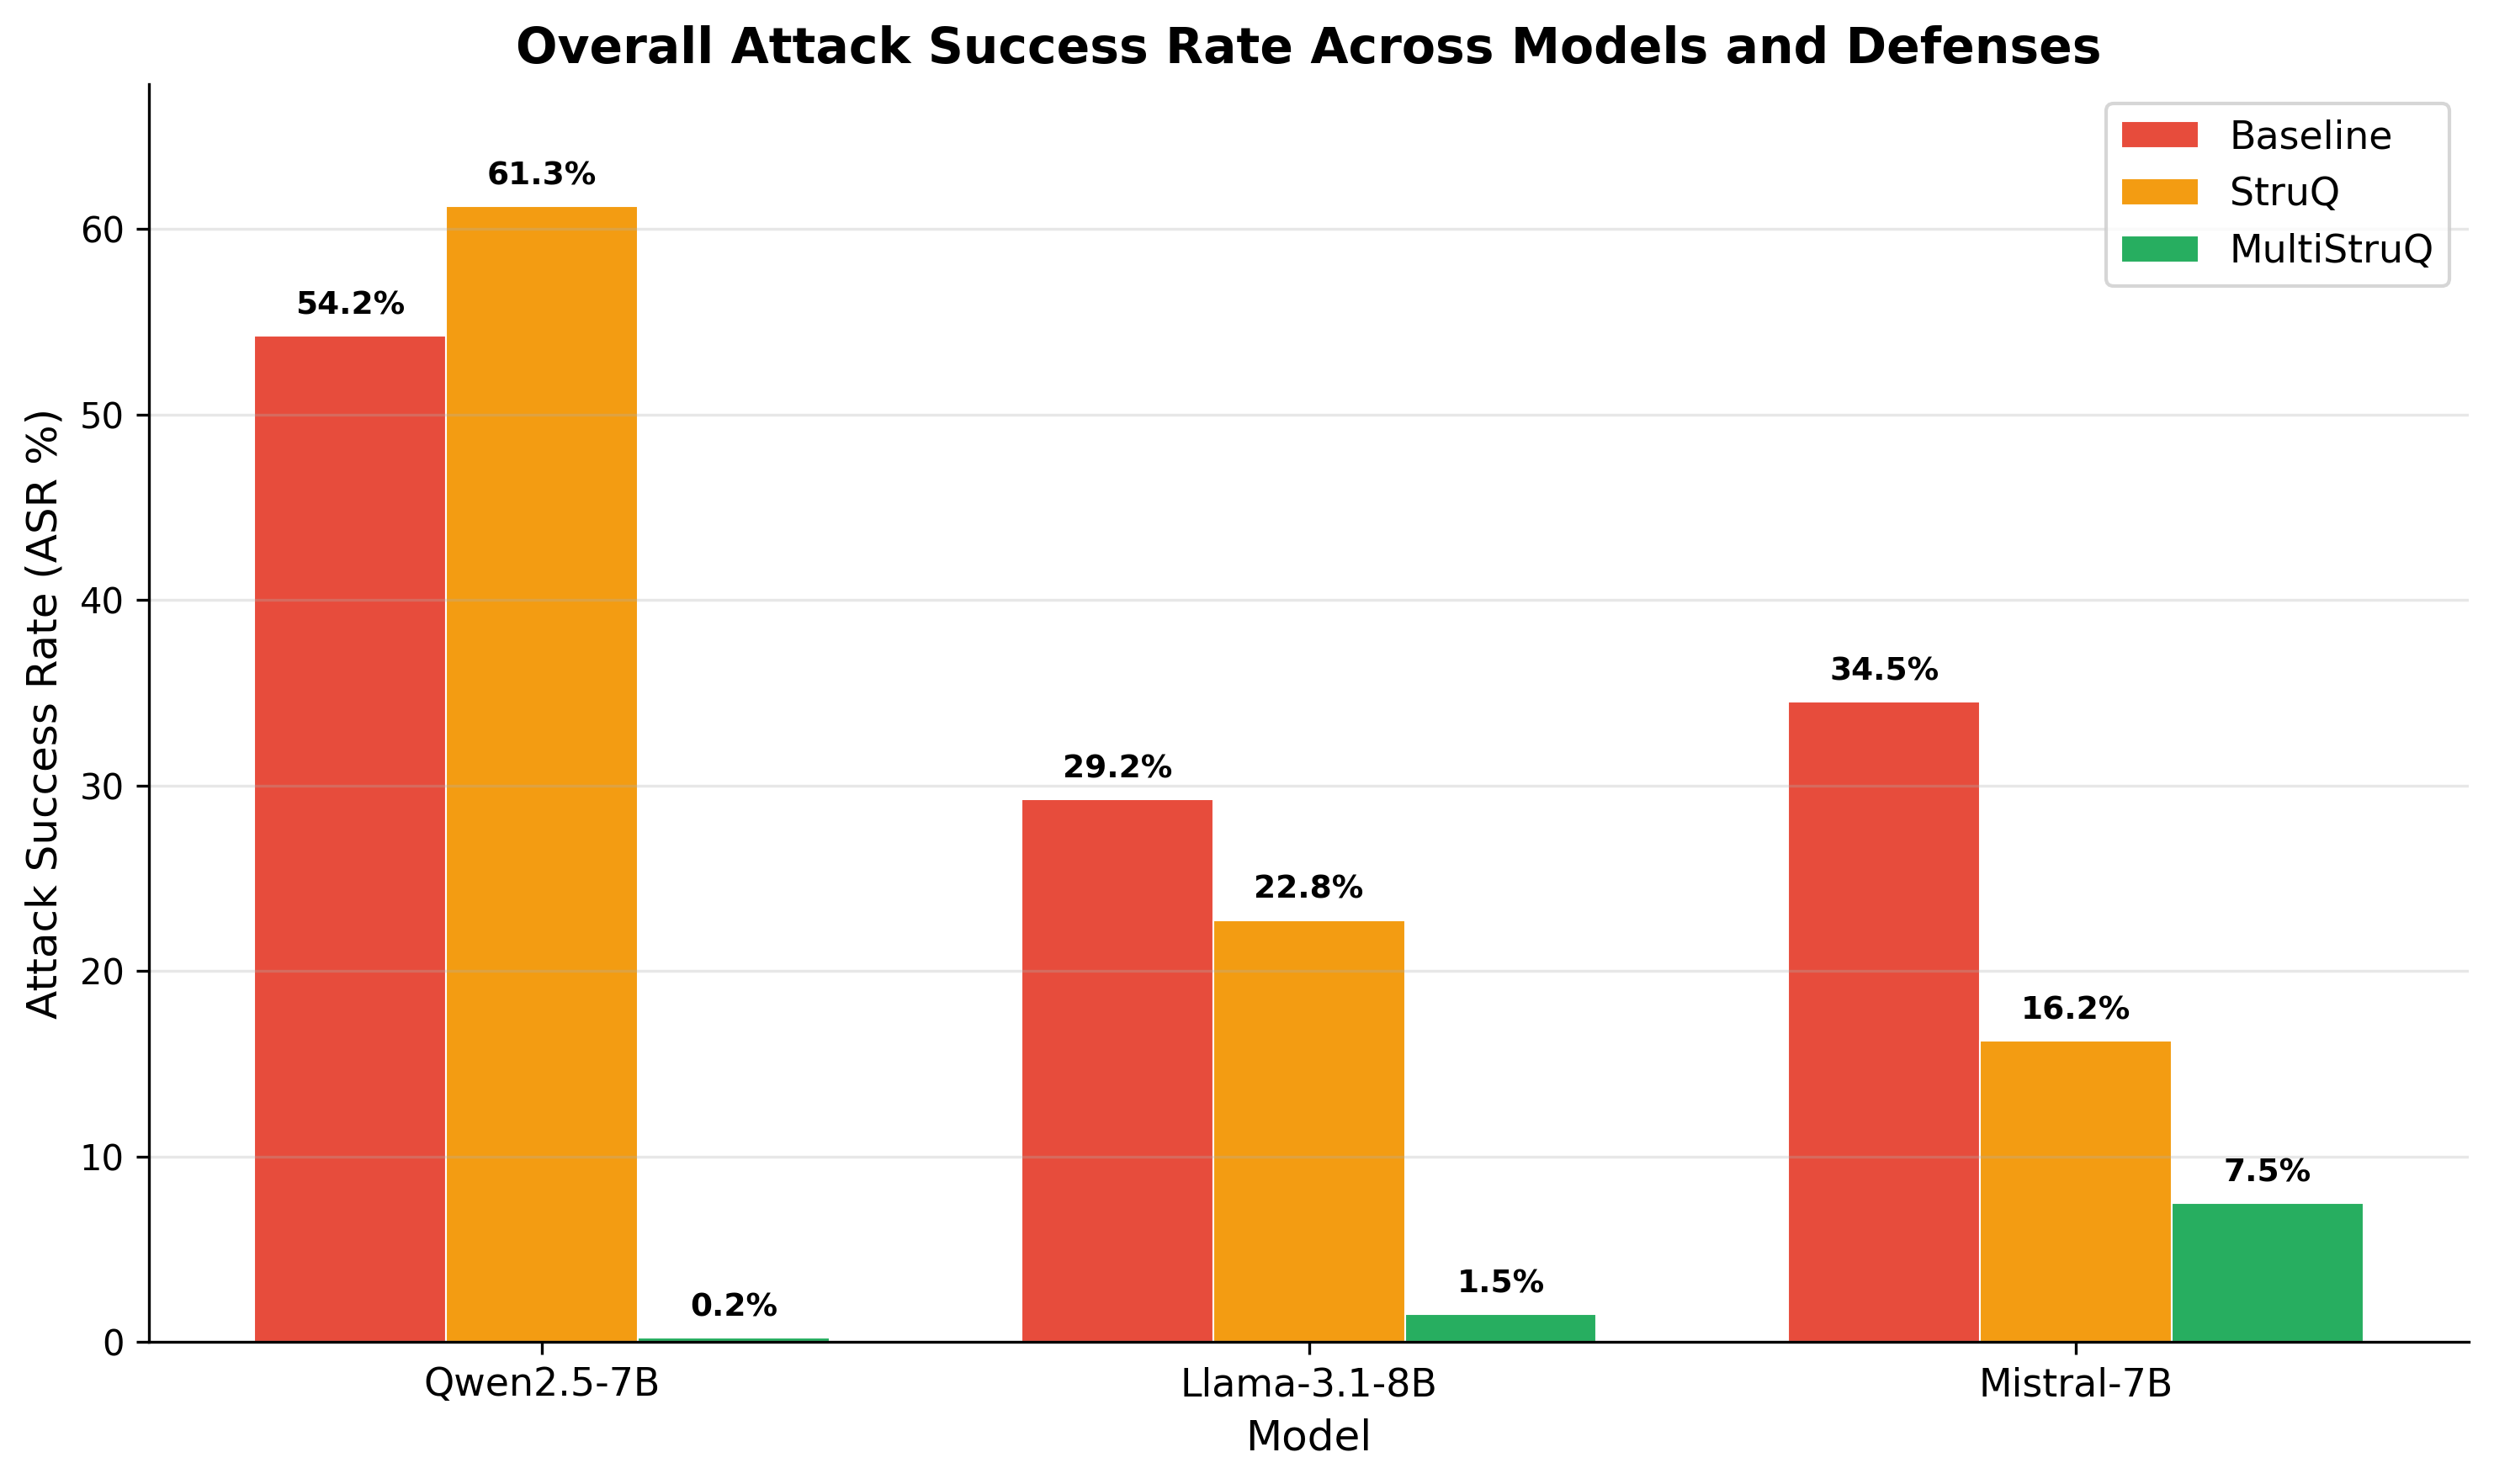 Overall Attack Success Rate Across Models and Defenses
Baseline
StruQ
MultiStruQ
Attack Success Rate (ASR %)
60
50
40
30
20
10
0
54.2%
61.3%
0.2%
29.2%
22.8%
1.5%
34.5%
16.2%
7.5%
Qwen2.5-7B
Llama-3.1-8B
Mistral-7B
Model